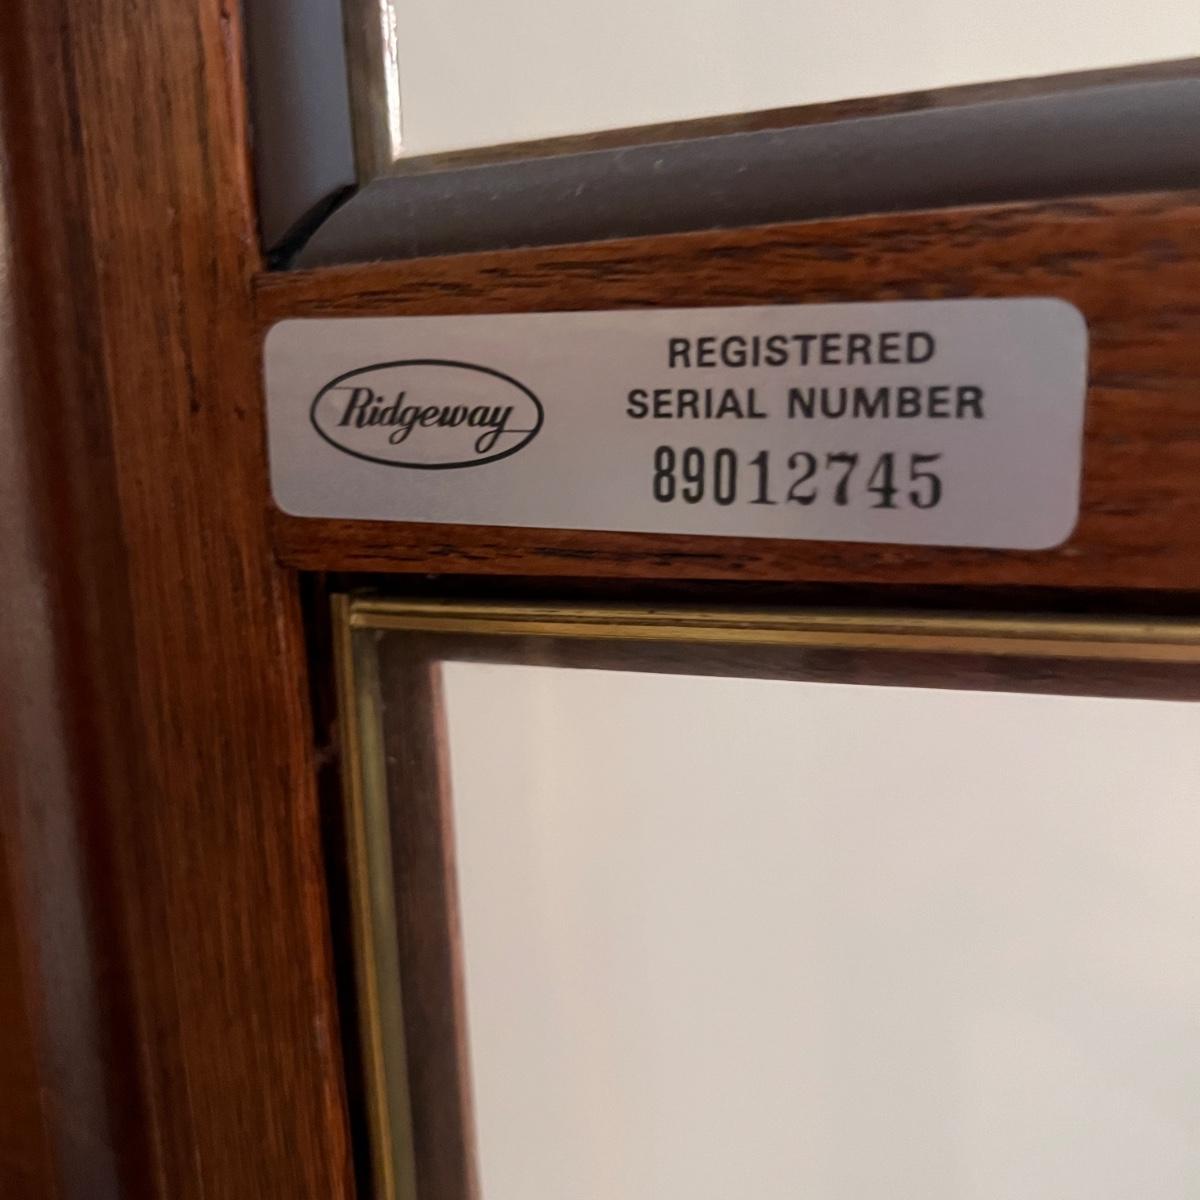 Ridgeway
REGISTERED
SERIAL NUMBER
89012745